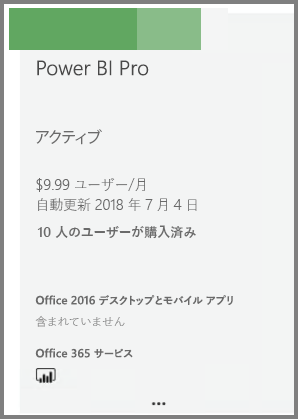 Power BI Pro
アクティブ
$9.99 ユーザー/月
自動更新 2018 年 7 月 4 日
10 人のユーザーが購入済み
Office 2016 デスクトップとモバイル アプリ
含まれていません
Office 365 サービス